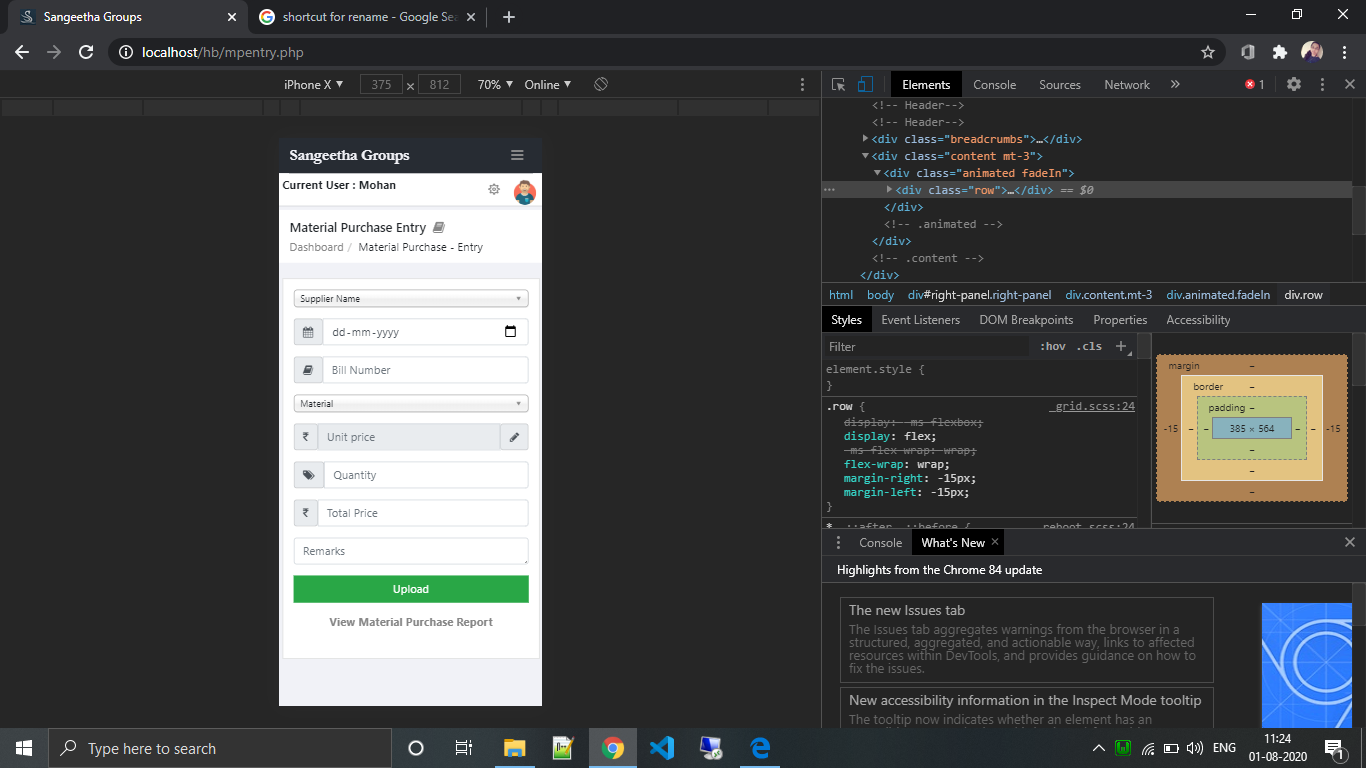 Sangeetha Groups
shortcut for rename - Google Sea
localhost/hb/mpentry.php
iPhone X ▼ 375 × 812 70% ▼ Online ▼
Elements Console Sources Network » 1
<!-- Header-->
<!-- Header-->
<div class="breadcrumbs">…</div>
<div class="content mt-3">
<div class="animated fadeIn">
<div class="row">…</div> == $0
</div>
<!-- .animated -->
</div>
<!-- .content -->
</div>
html body div#right-panel.right-panel div.content.mt-3 div.animated.fadeIn div.row
Styles Event Listeners DOM Breakpoints Properties Accessibility
Filter :hov .cls +
element.style {
}
.row { _grid.scss:24
display: -ms-flexbox;
display: flex;
-ms-flex-wrap: wrap;
flex-wrap: wrap;
margin-right: -15px;
margin-left: -15px;
}
*, ::after, ::before { reboot.scss:24
margin –
border –
padding –
-15 – – 385 × 564 – – -15
–
–
–
Sangeetha Groups
Current User : Mohan
Material Purchase Entry
Dashboard / Material Purchase - Entry
Supplier Name
dd-mm-yyyy
Bill Number
Material
₹ Unit price
Quantity
₹ Total Price
Remarks
Upload
View Material Purchase Report
Console What's New ×
Highlights from the Chrome 84 update
The new Issues tab
The Issues tab aggregates warnings from the browser in a
structured, aggregated, and actionable way, links to affected
resources within DevTools, and provides guidance on how to
fix the issues.
New accessibility information in the Inspect Mode tooltip
The tooltip now indicates whether an element has an
Type here to search
ENG
11:24
01-08-2020
1